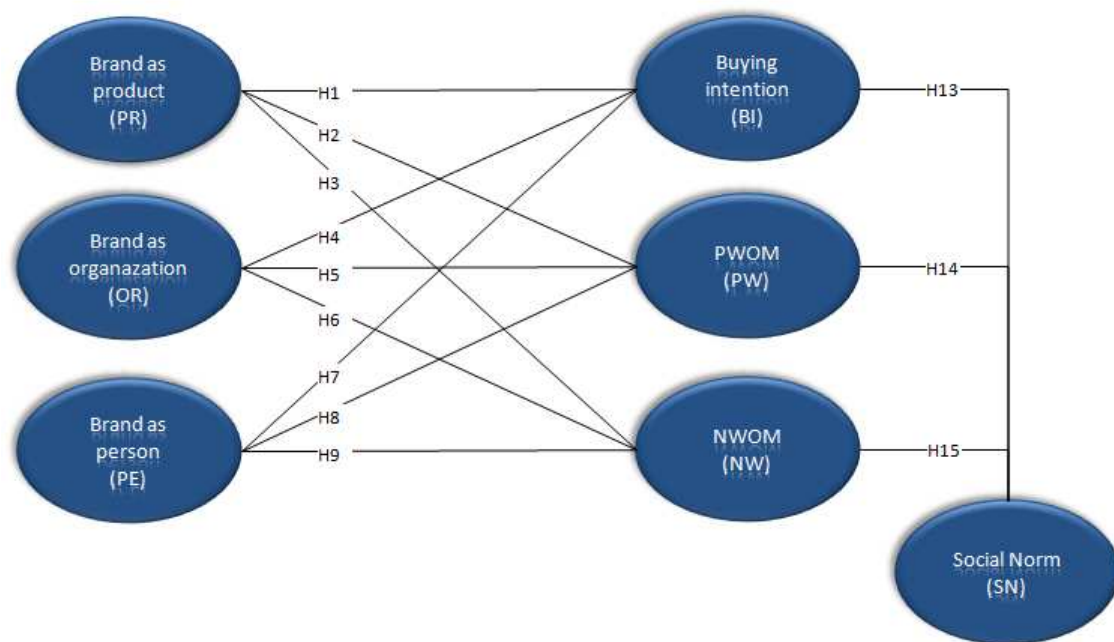 Brand as
product
(PR)
Buying
intention
(BI)
H1
H2
H3
H13
Brand as
organazation
(OR)
PWOM
(PW)
H4
H5
H6
H14
Brand as
person
(PE)
NWOM
(NW)
H7
H8
H9
H15
Social Norm
(SN)